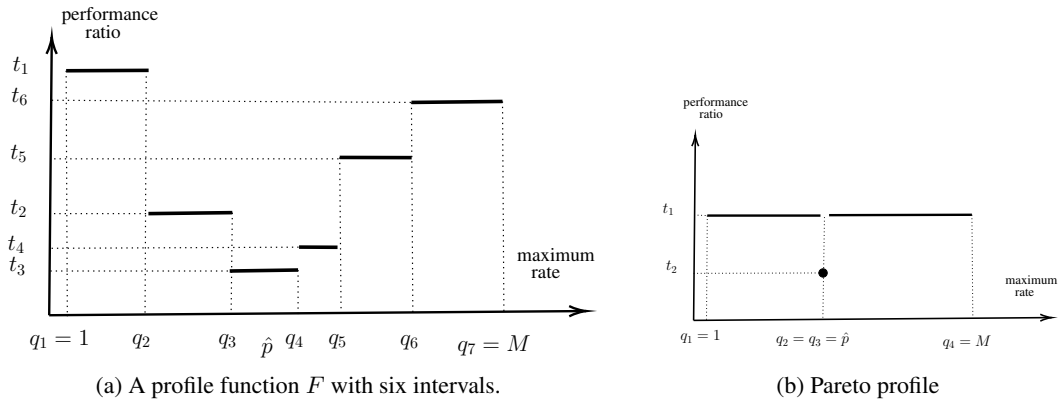 performance
ratio
t₁
t₆
t₅
t₂
t₄
t₃
maximum
rate
q₁ = 1
q₂
q₃
p̂
q₄
q₅
q₆
q₇ = M
(a) A profile function F with six intervals.
performance
ratio
t₁
t₂
maximum
rate
q₁ = 1
q₂ = q₃ = p̂
q₄ = M
(b) Pareto profile